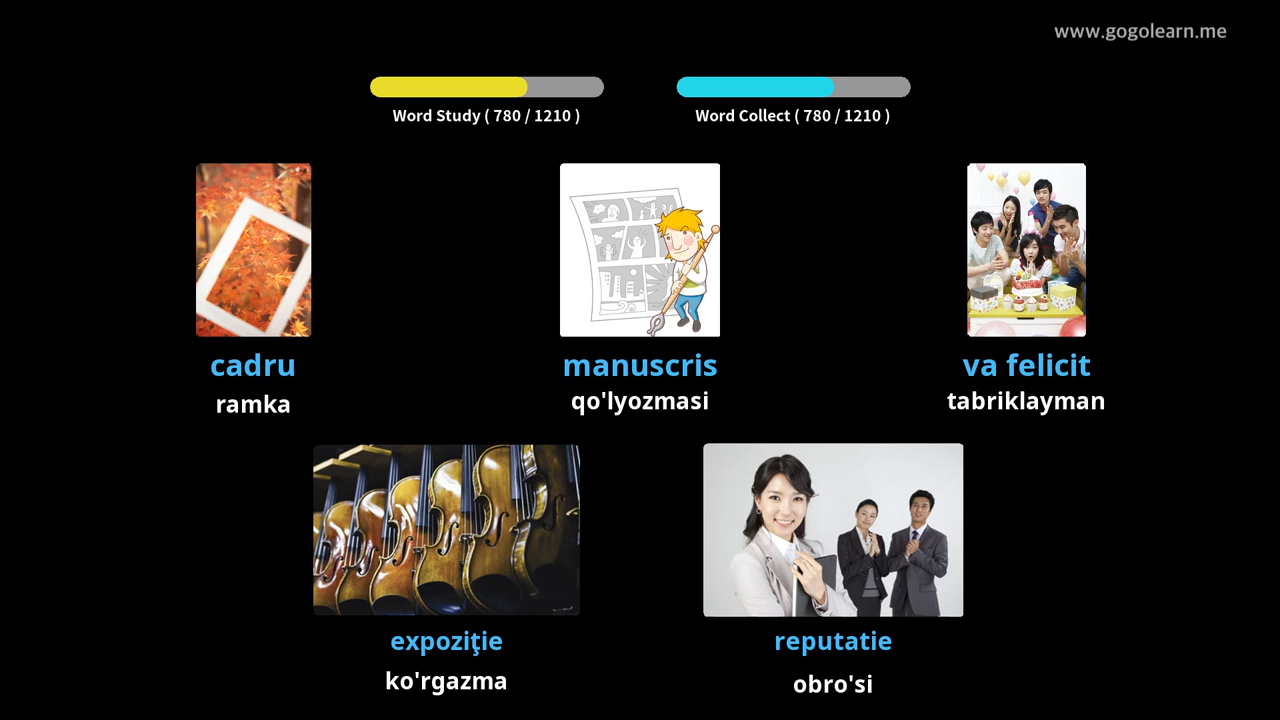 www.gogolearn.me
Word Study ( 780 / 1210 )
Word Collect ( 780 / 1210 )
cadru
ramka
manuscris
qo'lyozmasi
va felicit
tabriklayman
expoziţie
ko'rgazma
reputatie
obro'si